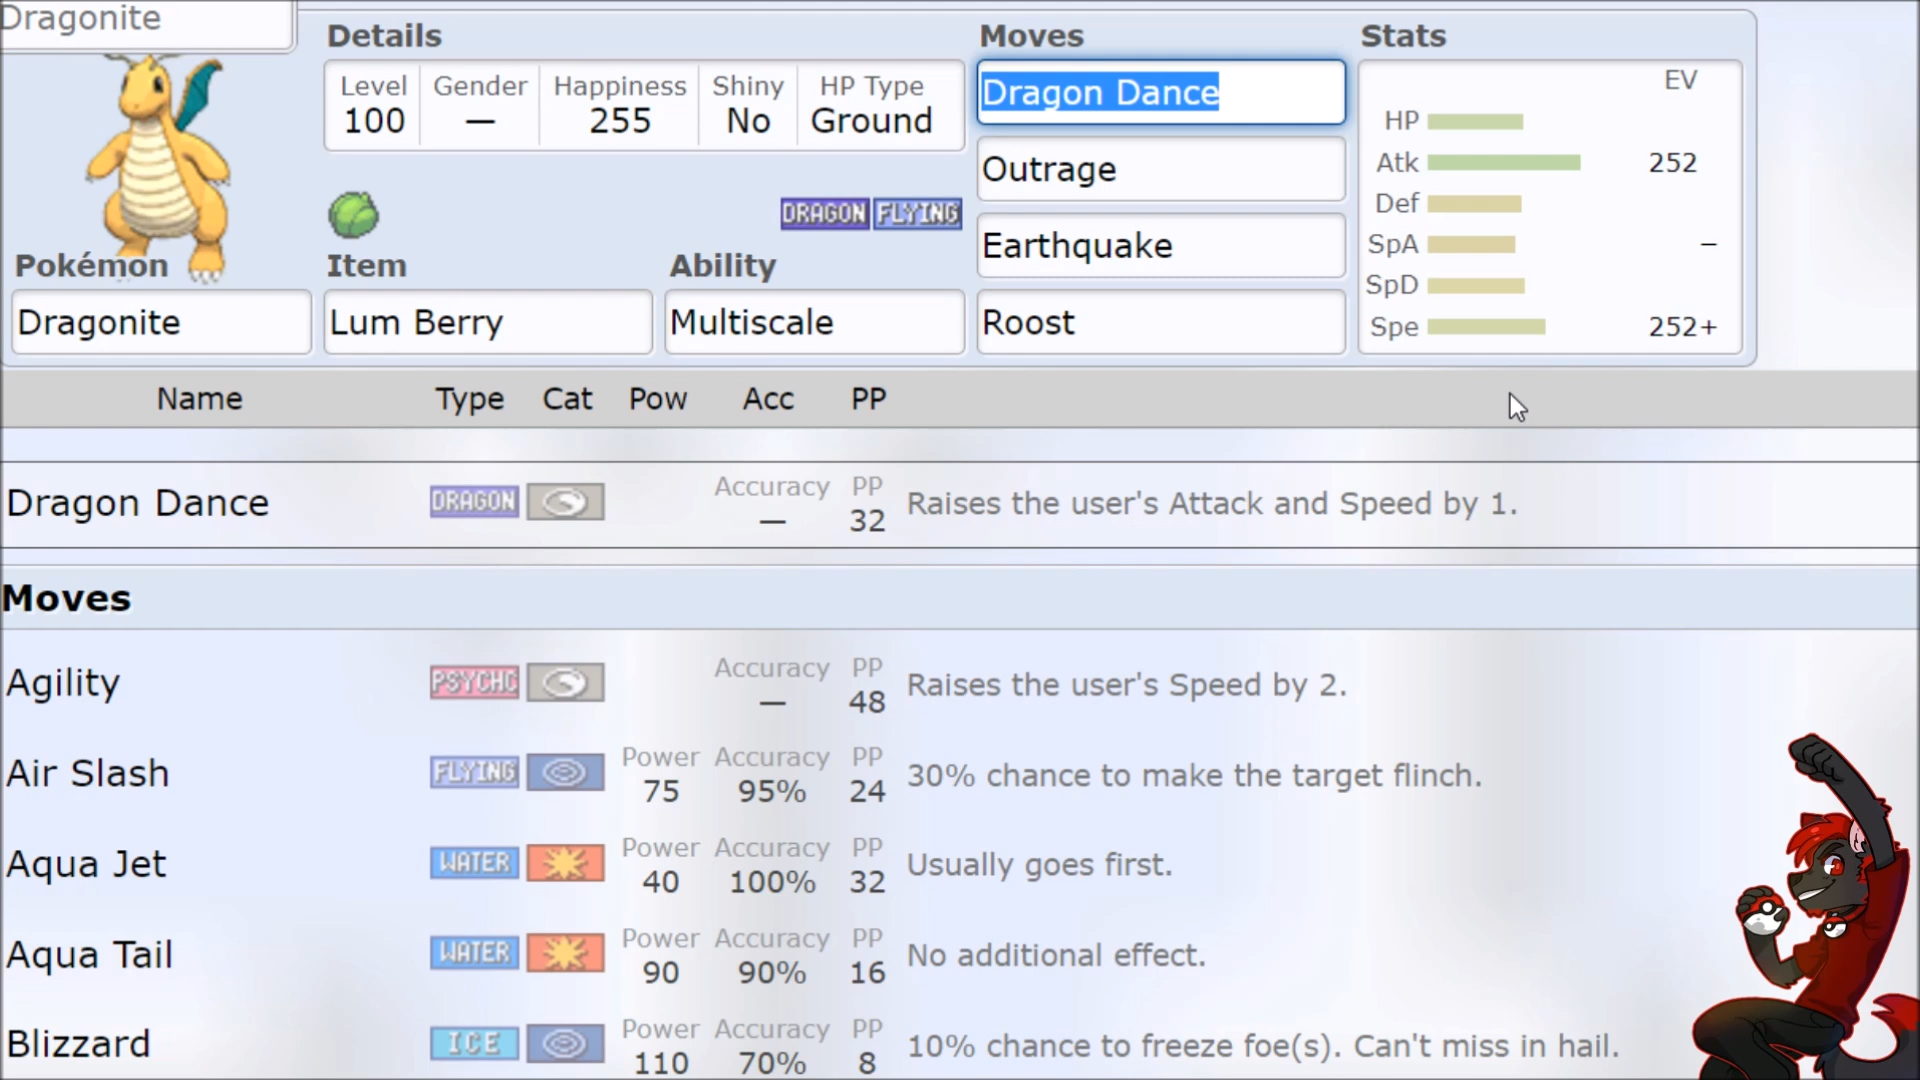 Dragonite
Details
Moves
Stats
Level Gender Happiness Shiny HP Type
100 — 255 No Ground
DRAGON FLYING
Pokémon Item Ability
Dragonite Lum Berry Multiscale
Dragon Dance
Outrage
Earthquake
Roost
EV
HP
Atk 252
Def
SpA –
SpD
Spe 252+
Name Type Cat Pow Acc PP
Dragon Dance DRAGON Accuracy — PP 32 Raises the user's Attack and Speed by 1.
Moves
Agility PSYCHC Accuracy — PP 48 Raises the user's Speed by 2.
Air Slash FLYING Power 75 Accuracy 95% PP 24 30% chance to make the target flinch.
Aqua Jet WATER Power 40 Accuracy 100% PP 32 Usually goes first.
Aqua Tail WATER Power 90 Accuracy 90% PP 16 No additional effect.
Blizzard ICE Power 110 Accuracy 70% PP 8 10% chance to freeze foe(s). Can't miss in hail.